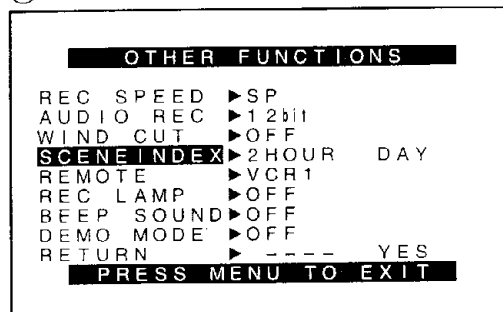 OTHER FUNCTIONS
REC SPEED ▶SP
AUDIO REC ▶12bit
WIND CUT ▶OFF
SCENEINDEX▶2HOUR DAY
REMOTE ▶VCR1
REC LAMP ▶OFF
BEEP SOUND▶OFF
DEMO MODE ▶OFF
RETURN ▶ ---- YES
PRESS MENU TO EXIT